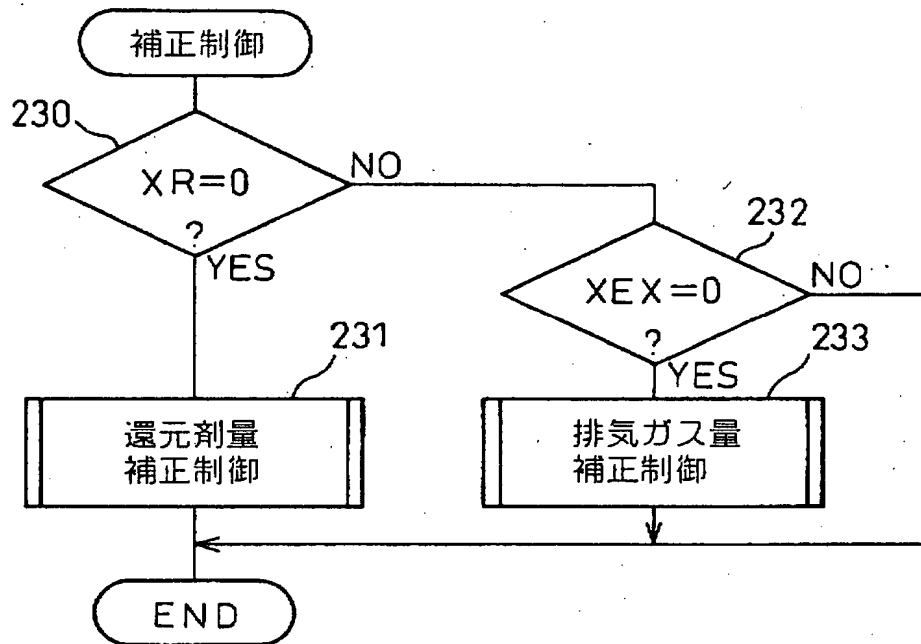 補正制御
230
XR=0
?
NO
YES
232
XEX=0
?
NO
YES
231
還元剤量
補正制御
233
排気ガス量
補正制御
END